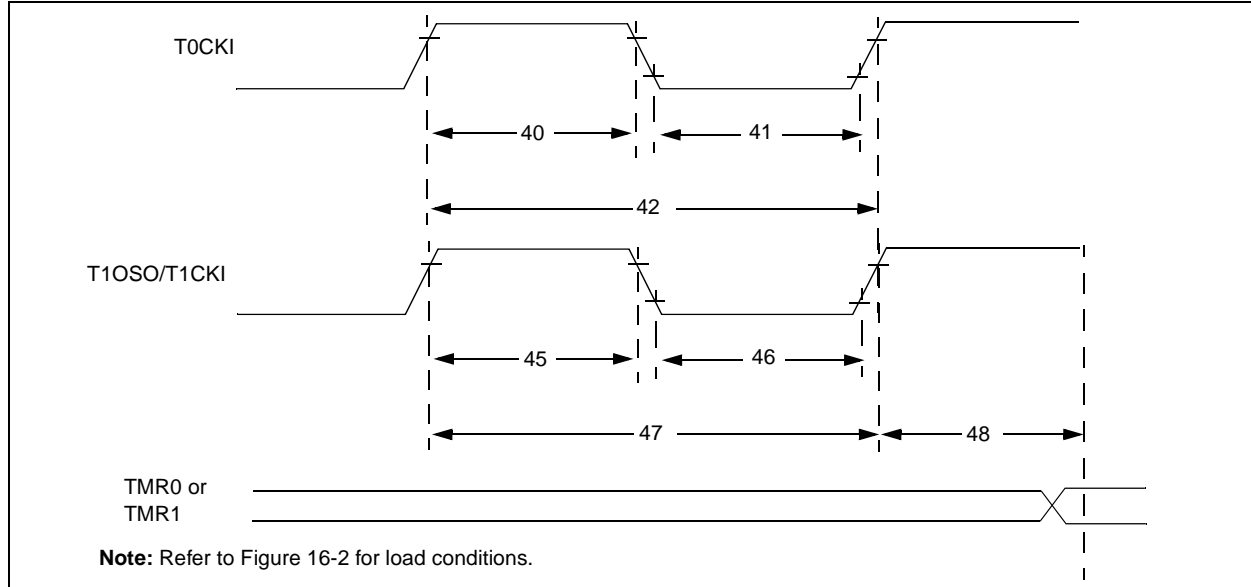 T0CKI
40
41
42
T1OSO/T1CKI
45
46
47
48
TMR0 or
TMR1
Note: Refer to Figure 16-2 for load conditions.